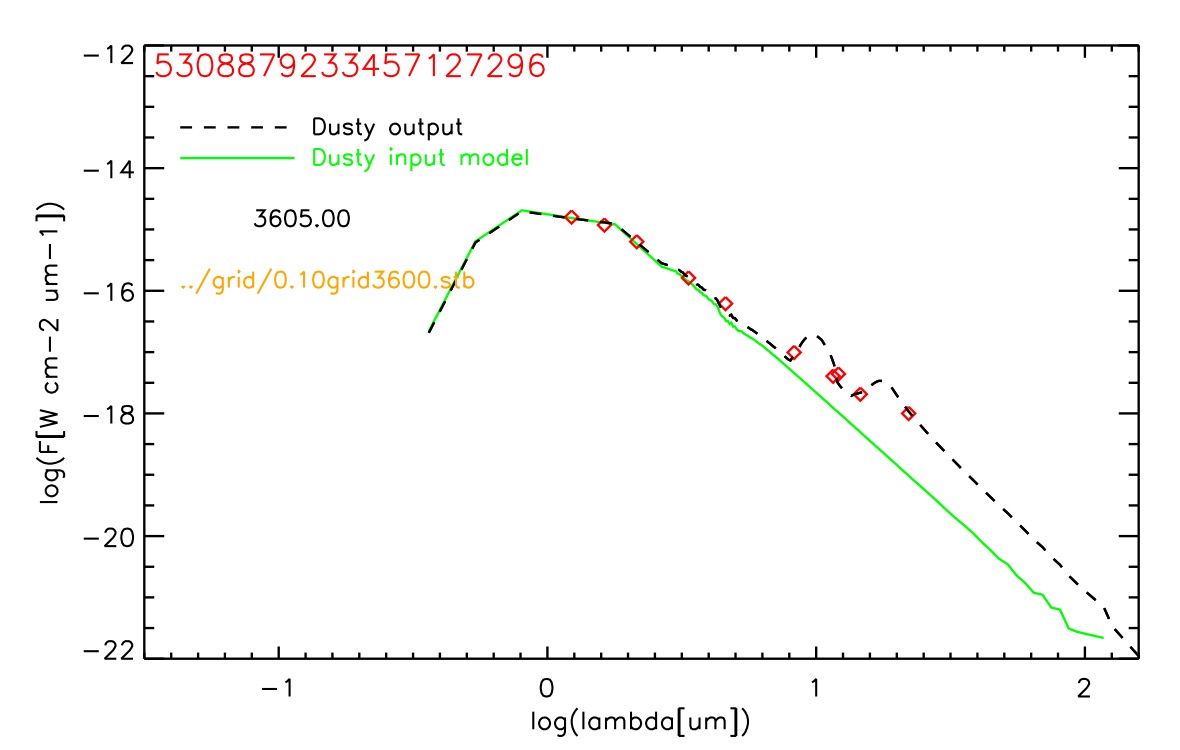 5308879233457127296
Dusty output
Dusty input model
3605.00
../grid/0.10grid3600.stb
log(F[W cm-2 um-1])
-12
-14
-16
-18
-20
-22
-1 0 1 2
log(lambda[um])